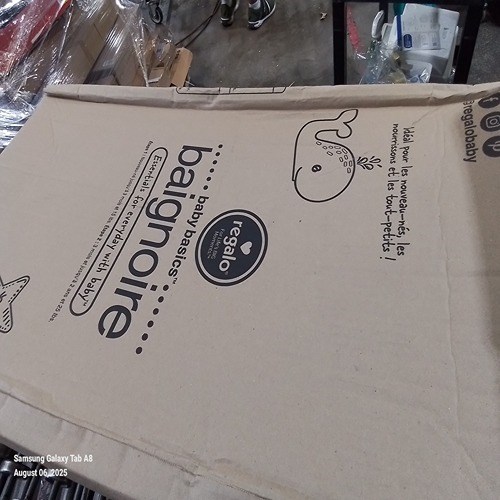 @regalobaby
Idéal pour les nouveau-nés, les
nourrissons et les tout-petits !
regalo
baby basics™
baignoire
Essentials for everyday with baby™
Samsung Galaxy Tab A8
August 06, 2025